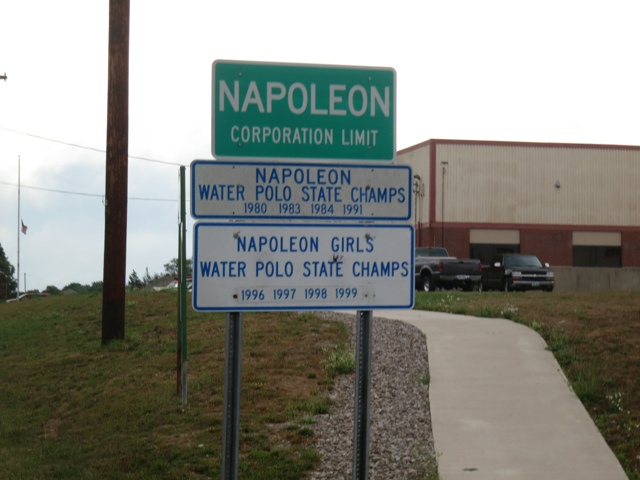 NAPOLEON
CORPORATION LIMIT
NAPOLEON
WATER POLO STATE CHAMPS
1980 1983 1984 1991
NAPOLEON GIRLS
WATER POLO STATE CHAMPS
1996 1997 1998 1999